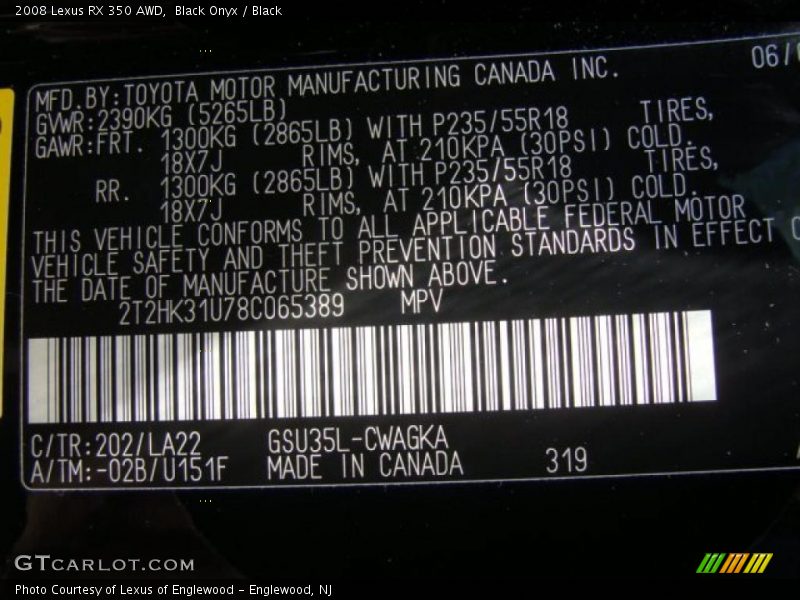 2008 Lexus RX 350 AWD,  Black Onyx / Black
06/
MFD.BY:TOYOTA MOTOR MANUFACTURING CANADA INC.
GVWR:2390KG (5265LB)
GAWR:FRT. 1300KG (2865LB) WITH P235/55R18 TIRES,
18X7J RIMS, AT 210KPA (30PSI) COLD.
RR. 1300KG (2865LB) WITH P235/55R18 TIRES,
18X7J RIMS, AT 210KPA (30PSI) COLD.
THIS VEHICLE CONFORMS TO ALL APPLICABLE FEDERAL MOTOR
VEHICLE SAFETY AND THEFT PREVENTION STANDARDS IN EFFECT
THE DATE OF MANUFACTURE SHOWN ABOVE.
2T2HK31U78C065389 MPV
C/TR:202/LA22 GSU35L-CWAGKA
A/TM:-02B/U151F MADE IN CANADA 319
GTCARLOT.COM
Photo Courtesy of Lexus of Englewood – Englewood, NJ